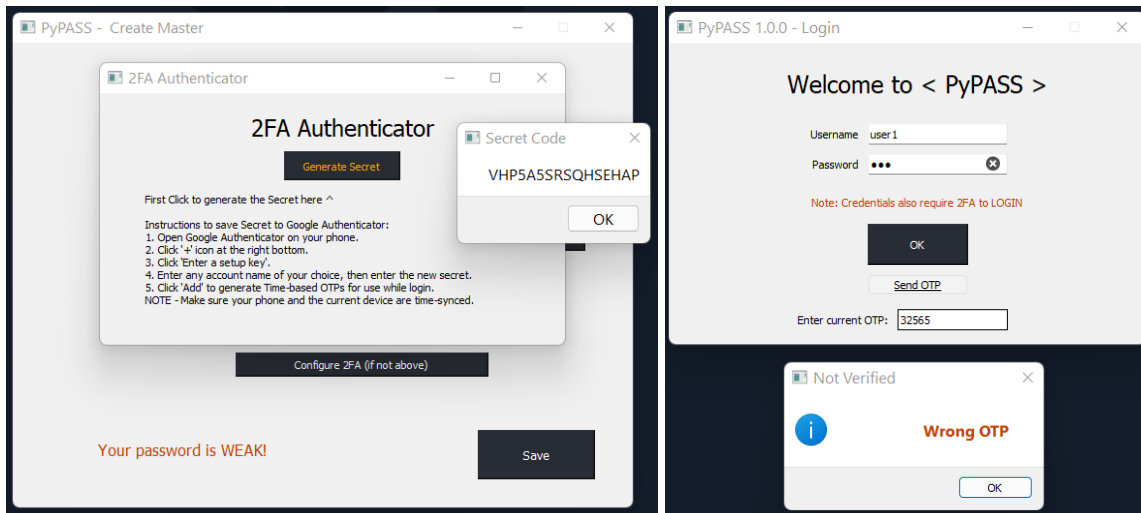 PyPASS - Create Master
2FA Authenticator
2FA Authenticator
Generate Secret
First Click to generate the Secret here ^
Instructions to save Secret to Google Authenticator:
1. Open Google Authenticator on your phone.
2. Click '+' icon at the right bottom.
3. Click 'Enter a setup key'.
4. Enter any account name of your choice, then enter the new secret.
5. Click 'Add' to generate Time-based OTPs for use while login.
NOTE - Make sure your phone and the current device are time-synced.
Secret Code
VHP5A5SRSQHSEHAP
OK
Configure 2FA (if not above)
Your password is WEAK!
Save
PyPASS 1.0.0 - Login
Welcome to < PyPASS >
Username user1
Password •••
Note: Credentials also require 2FA to LOGIN
OK
Send OTP
Enter current OTP: 32565
Not Verified
Wrong OTP
OK